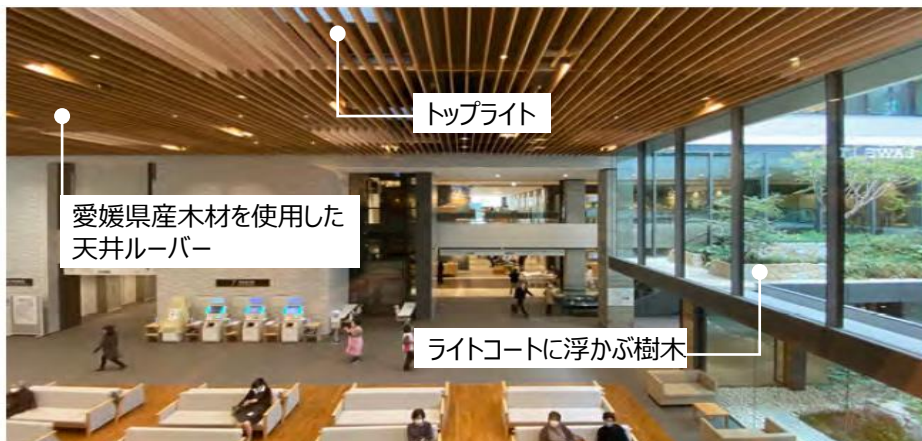 トップライト
愛媛県産木材を使用した
天井ルーバー
ライトコートに浮かぶ樹木